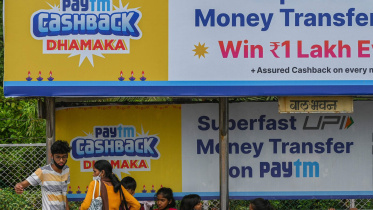 paytm
CASHBACK
DHAMAKA
Money Transfer
Win ₹1 Lakh E
+ Assured Cashback on every m
चाल भवन
paytm
CASHBACK
DHAMAKA
Superfast UPI
Money Transfer
on paytm